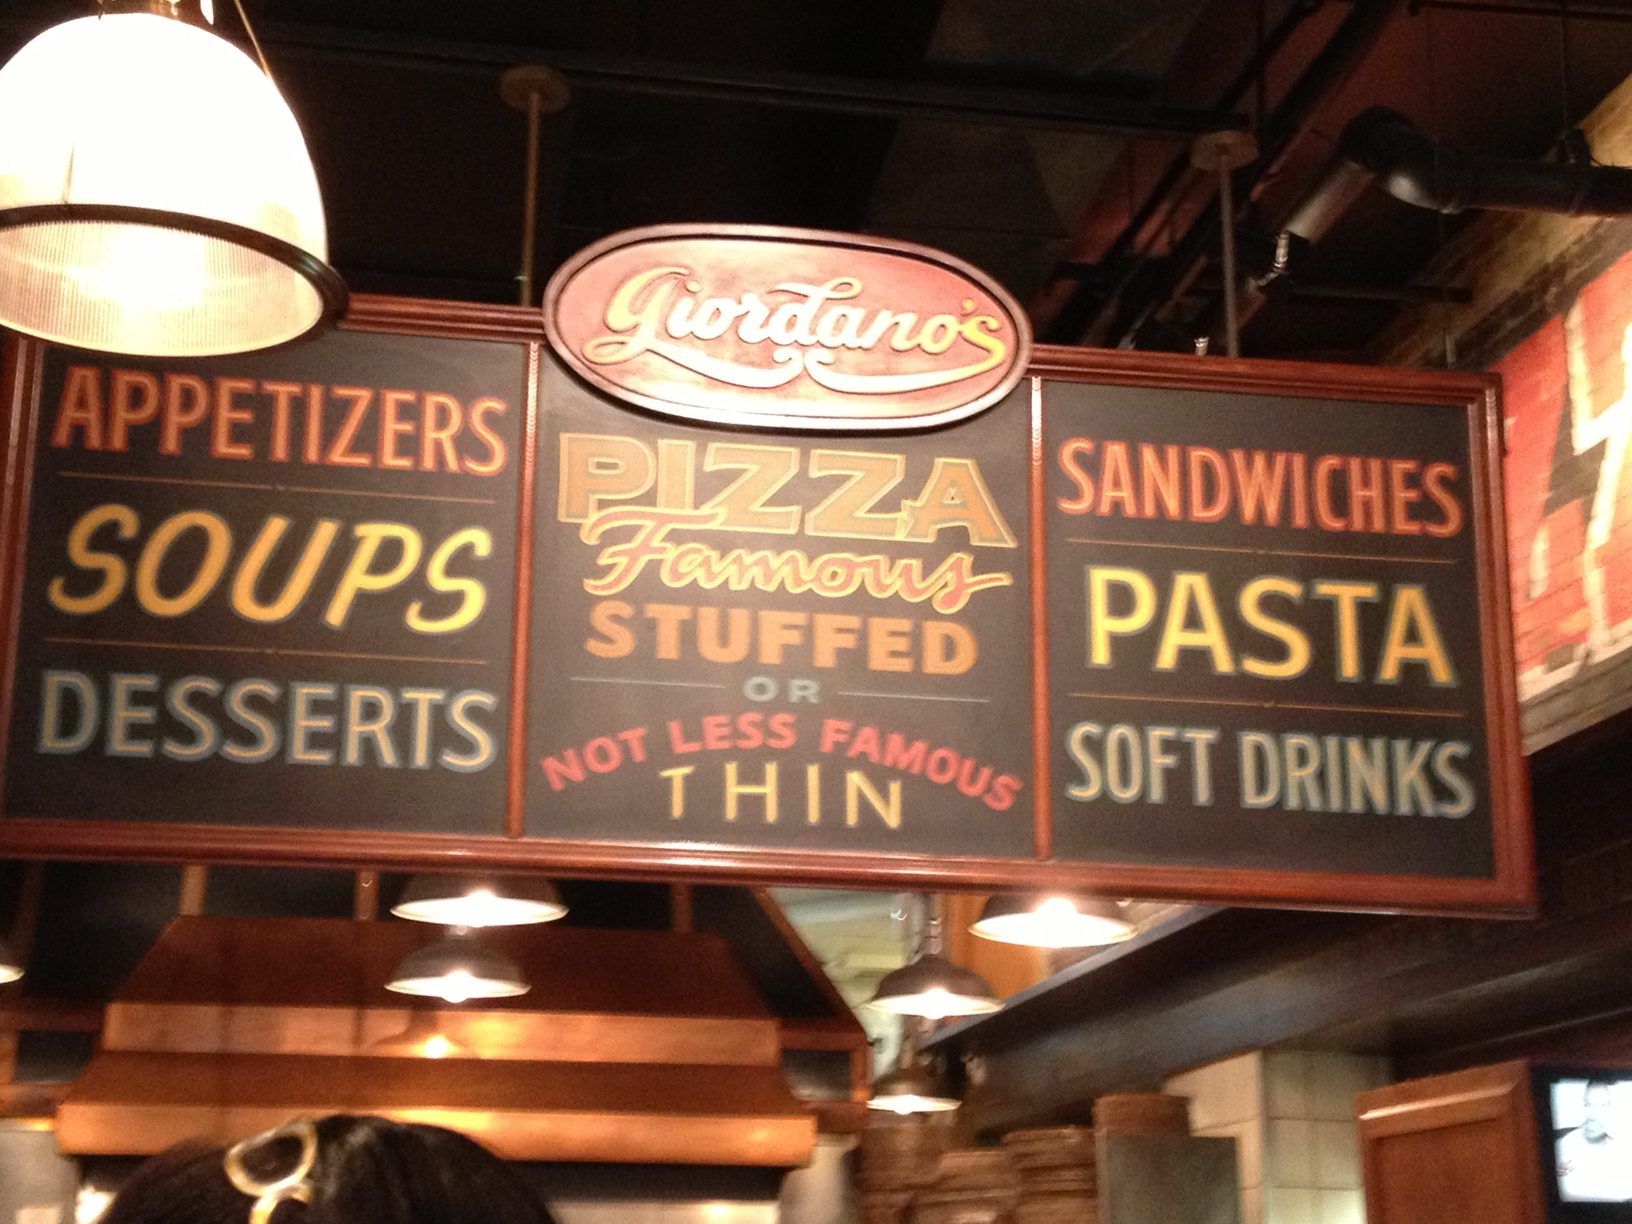 Giordano's
APPETIZERS
SOUPS
DESSERTS
PIZZA
Famous
STUFFED
OR
NOT LESS FAMOUS
THIN
SANDWICHES
PASTA
SOFT DRINKS